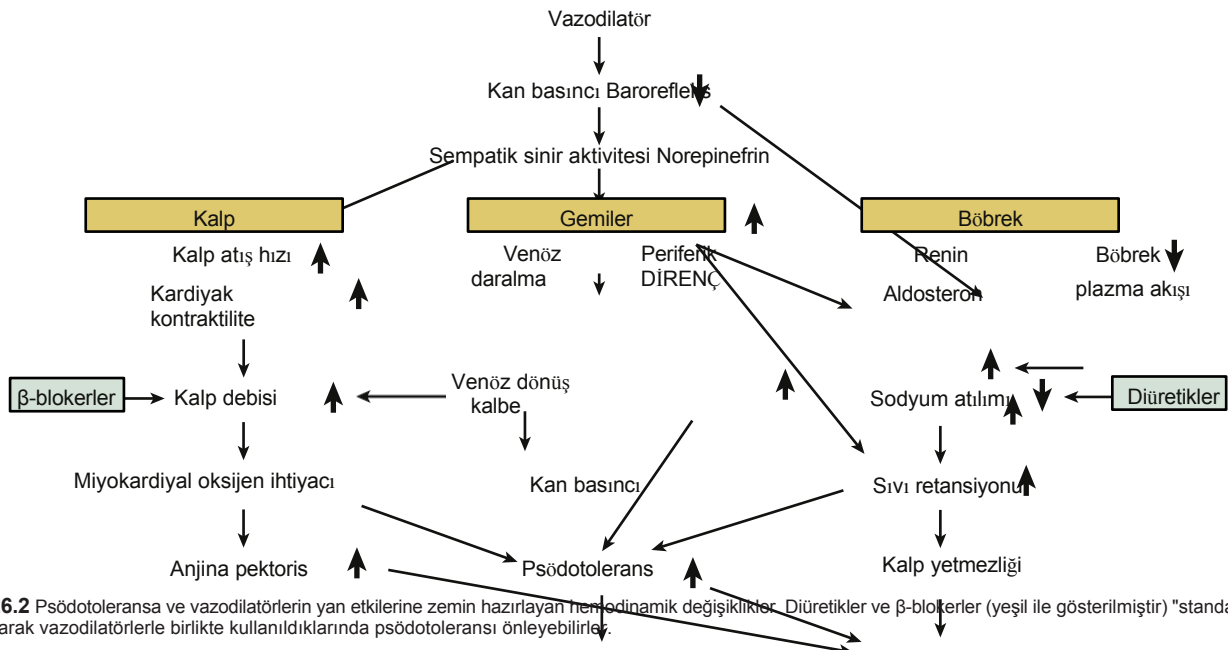 Vazodilatör
Kan basıncı Barorefleks
Sempatik sinir aktivitesi Norepinefrin
Kalp
Gemiler
Böbrek
Kalp atış hızı
Kardiyak
kontraktilite
Venöz
daralma
Periferik
DİRENÇ
Renin
Aldosteron
Böbrek
plazma akışı
β-blokerler
Kalp debisi
Venöz dönüş
kalbe
Sodyum atılımı
Diüretikler
Miyokardiyal oksijen ihtiyacı
Kan basıncı
Sıvı retansiyonu
Anjina pektoris
Psödotolerans
Kalp yetmezliği
6.2 Psödotoleransa ve vazodilatörlerin yan etkilerine zemin hazırlayan hemodinamik değişiklikler. Diüretikler ve β-blokerler (yeşil ile gösterilmiştir) "standa
arak vazodilatörlerle birlikte kullanıldıklarında psödotoleransı önleyebilirler.